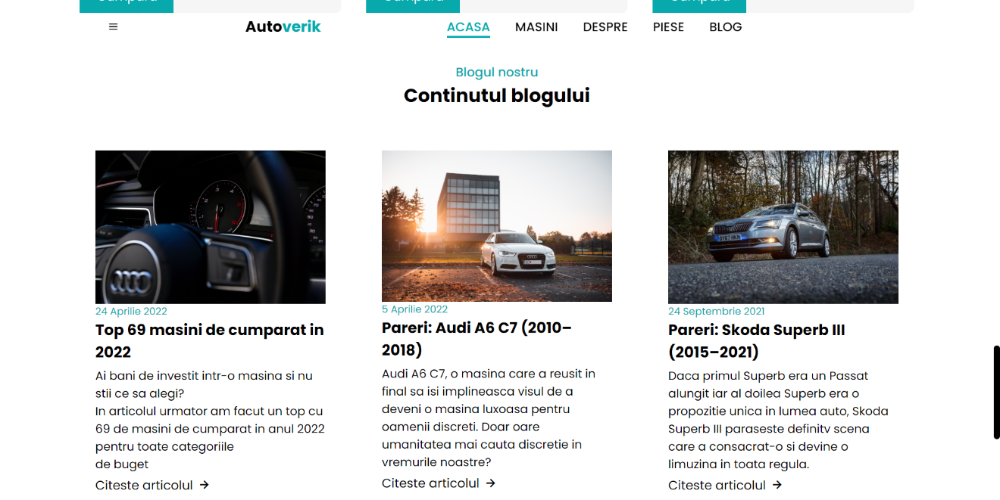 Autoverik
ACASA MASINI DESPRE PIESE BLOG
Blogul nostru
Continutul blogului
24 Aprilie 2022
Top 69 masini de cumparat in
2022
Ai bani de investit intr-o masina si nu
stii ce sa alegi?
In articolul urmator am facut un top cu
69 de masini de cumparat in anul 2022
pentru toate categoriile
de buget
Citeste articolul →
5 Aprilie 2022
Pareri: Audi A6 C7 (2010–
2018)
Audi A6 C7, o masina care a reusit in
final sa isi implineasca visul de a
deveni o masina luxoasa pentru
oamenii discreti. Doar oare
umanitatea mai cauta discretie in
vremurile noastre?
Citeste articolul →
OY67 HKN
24 Septembrie 2021
Pareri: Skoda Superb III
(2015–2021)
Daca primul Superb era un Passat
alungit iar al doilea Superb era o
propozitie unica in lumea auto, Skoda
Superb III paraseste definitv scena
care a consacrat-o si devine o
limuzina in toata regula.
Citeste articolul →